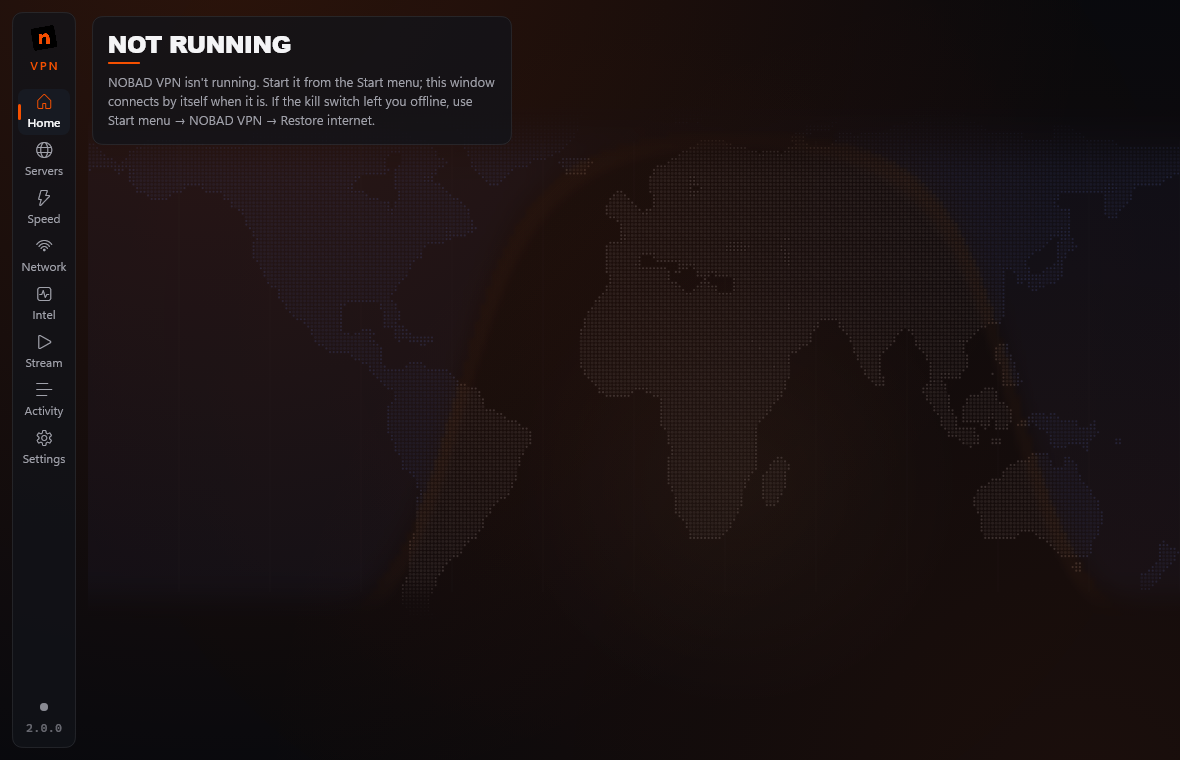 n
VPN
Home
Servers
Speed
Network
Intel
Stream
Activity
Settings
2.0.0
NOT RUNNING
NOBAD VPN isn't running. Start it from the Start menu; this window
connects by itself when it is. If the kill switch left you offline, use
Start menu → NOBAD VPN → Restore internet.